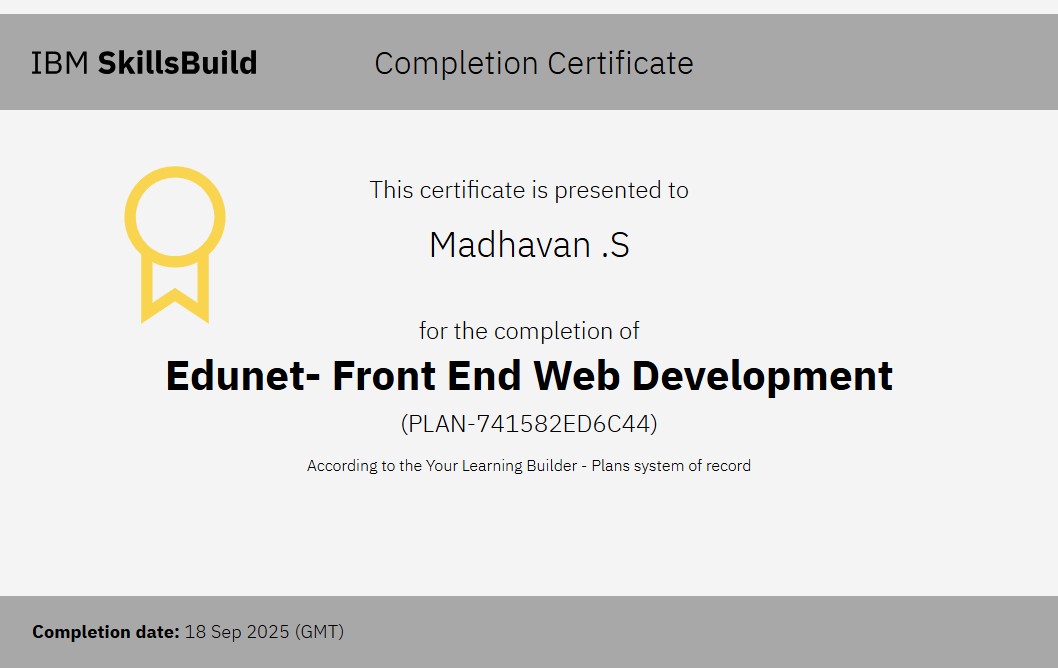 IBM SkillsBuild
Completion Certificate
This certificate is presented to
Madhavan .S
for the completion of
Edunet- Front End Web Development
(PLAN-741582ED6C44)
According to the Your Learning Builder - Plans system of record
Completion date: 18 Sep 2025 (GMT)